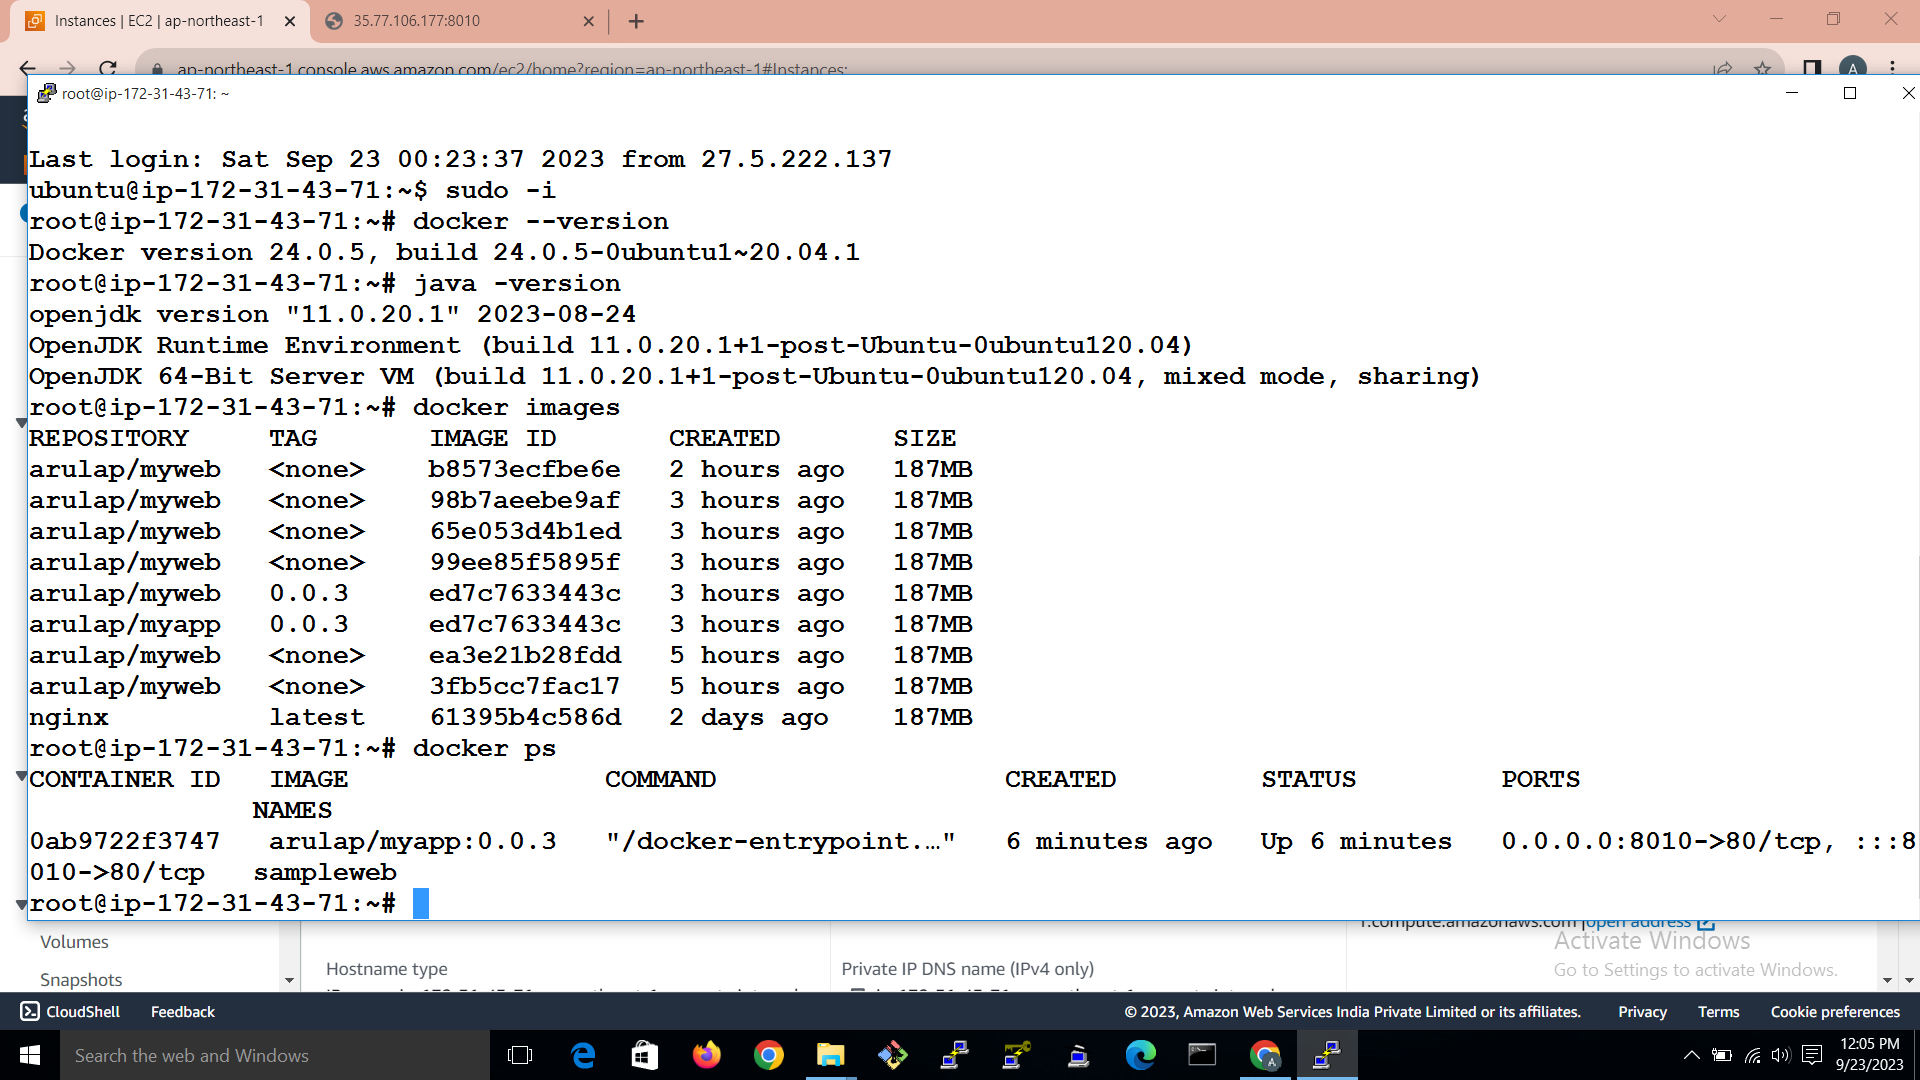 Instances | EC2 | ap-northeast-1
35.77.106.177:8010
ap-northeast-1.console.aws.amazon.com/ec2/home?region=ap-northeast-1#Instances:
A
root@ip-172-31-43-71: ~
Last login: Sat Sep 23 00:23:37 2023 from 27.5.222.137
ubuntu@ip-172-31-43-71:~$ sudo -i
root@ip-172-31-43-71:~# docker --version
Docker version 24.0.5, build 24.0.5-0ubuntu1~20.04.1
root@ip-172-31-43-71:~# java -version
openjdk version "11.0.20.1" 2023-08-24
OpenJDK Runtime Environment (build 11.0.20.1+1-post-Ubuntu-0ubuntu120.04)
OpenJDK 64-Bit Server VM (build 11.0.20.1+1-post-Ubuntu-0ubuntu120.04, mixed mode, sharing)
root@ip-172-31-43-71:~# docker images
REPOSITORY TAG IMAGE ID CREATED SIZE
arulap/myweb <none> b8573ecfbe6e 2 hours ago 187MB
arulap/myweb <none> 98b7aeebe9af 3 hours ago 187MB
arulap/myweb <none> 65e053d4b1ed 3 hours ago 187MB
arulap/myweb <none> 99ee85f5895f 3 hours ago 187MB
arulap/myweb 0.0.3 ed7c7633443c 3 hours ago 187MB
arulap/myapp 0.0.3 ed7c7633443c 3 hours ago 187MB
arulap/myweb <none> ea3e21b28fdd 5 hours ago 187MB
arulap/myweb <none> 3fb5cc7fac17 5 hours ago 187MB
nginx latest 61395b4c586d 2 days ago 187MB
root@ip-172-31-43-71:~# docker ps
CONTAINER ID IMAGE COMMAND CREATED STATUS PORTS
NAMES
0ab9722f3747 arulap/myapp:0.0.3 "/docker-entrypoint.…" 6 minutes ago Up 6 minutes 0.0.0.0:8010->80/tcp, :::8
010->80/tcp sampleweb
root@ip-172-31-43-71:~#
r.compute.amazonaws.com |open address
Volumes
Snapshots
Hostname type
Private IP DNS name (IPv4 only)
Activate Windows
Go to Settings to activate Windows.
CloudShell
Feedback
© 2023, Amazon Web Services India Private Limited or its affiliates.
Privacy
Terms
Cookie preferences
Search the web and Windows
12:05 PM
9/23/2023